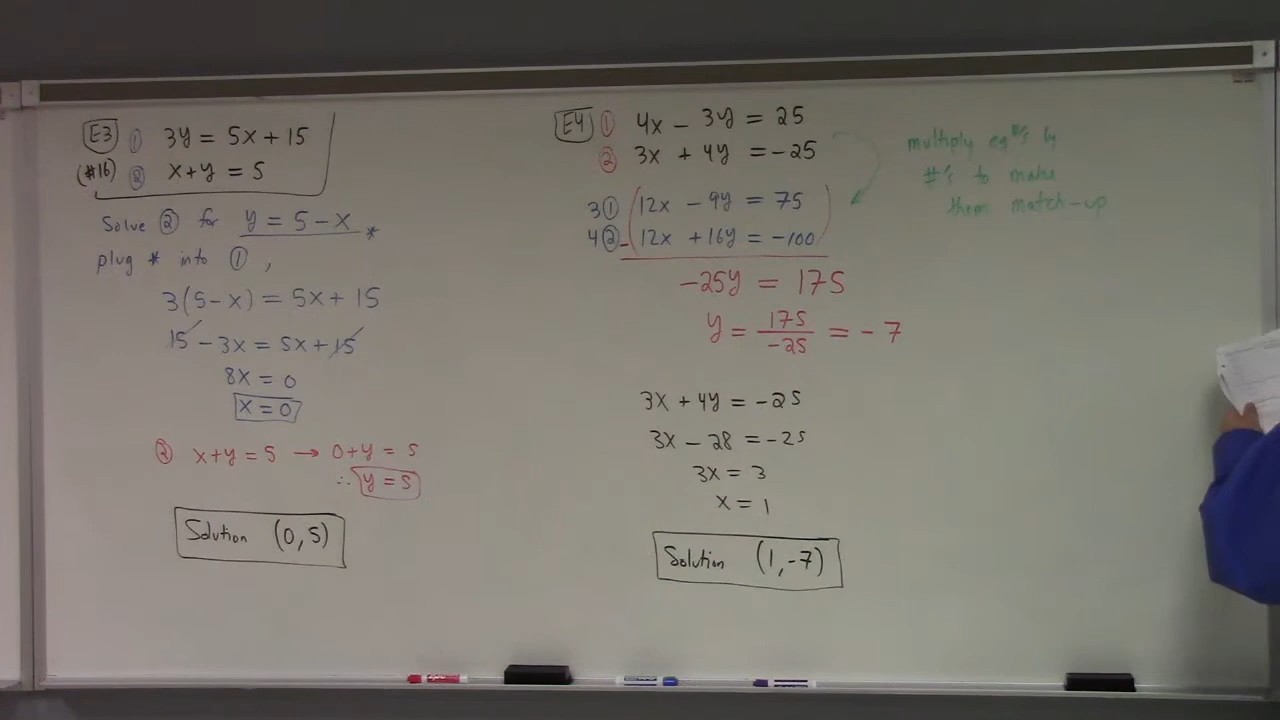 E3 ① 3y = 5x + 15
(#16) ② x + y = 5
Solve ② for y = 5 - x *
plug * into ①,
3(5 - x) = 5x + 15
15 - 3x = 5x + 15
8x = 0
x = 0
② x + y = 5 → 0 + y = 5
∴ y = 5
Solution (0, 5)
E4 ① 4x - 3y = 25
② 3x + 4y = -25
3① 12x - 9y = 75
4② - 12x + 16y = -100
-25y = 175
y = 175/-25 = -7
3x + 4y = -25
3x - 28 = -25
3x = 3
x = 1
Solution (1, -7)
multiply eqⁿ's by
#'s to make
them match-up